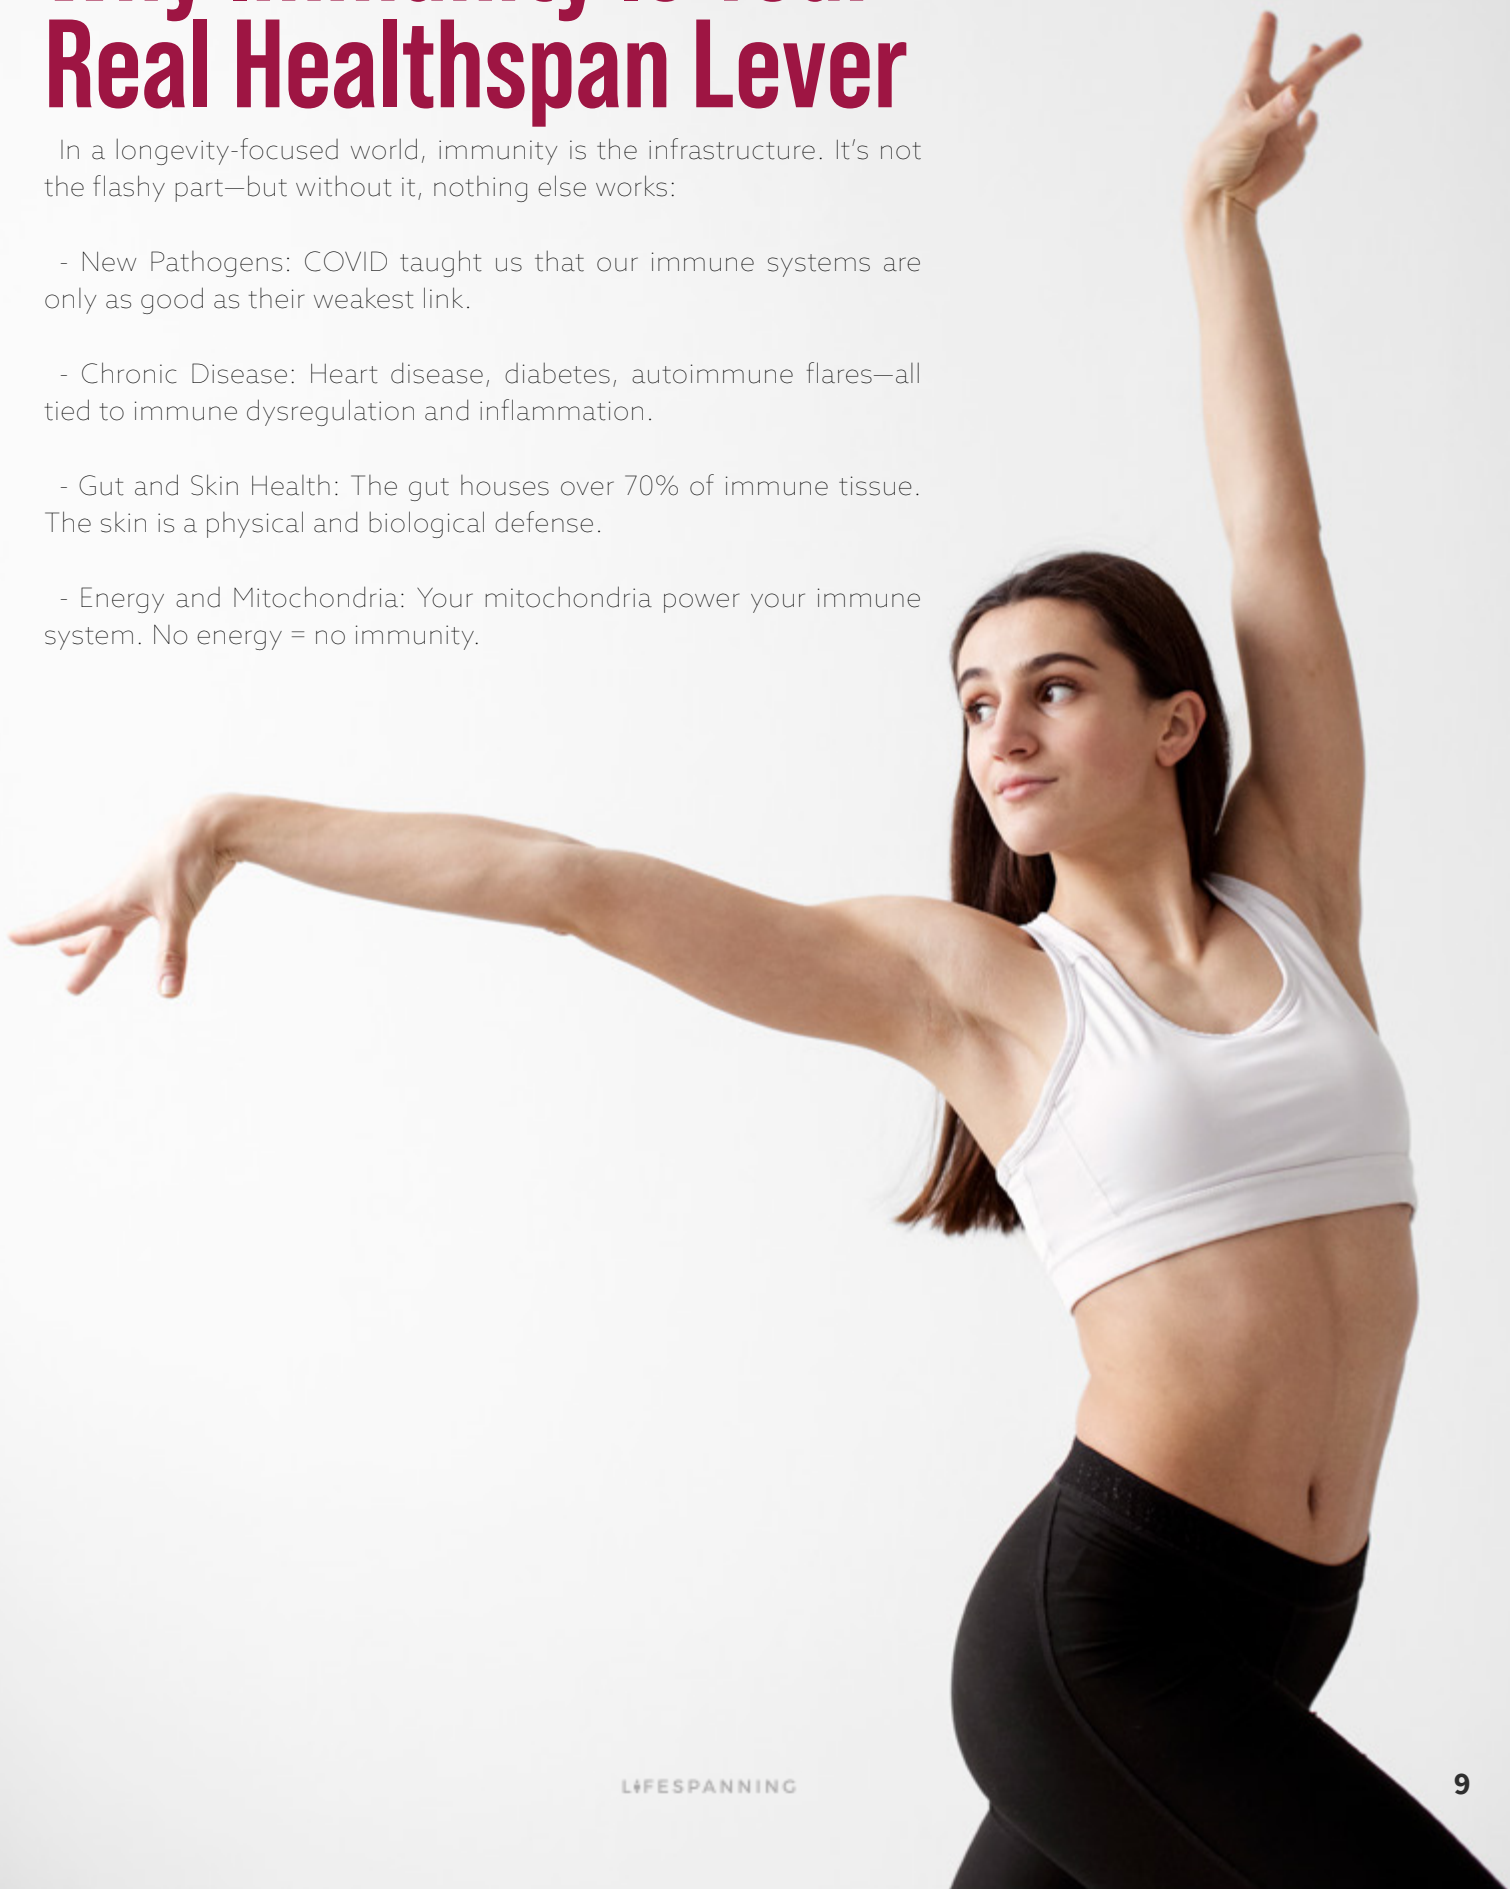 Real Healthspan Lever
In a longevity-focused world, immunity is the infrastructure. It’s not
the flashy part—but without it, nothing else works:
- New Pathogens: COVID taught us that our immune systems are
only as good as their weakest link.
- Chronic Disease: Heart disease, diabetes, autoimmune flares—all
tied to immune dysregulation and inflammation.
- Gut and Skin Health: The gut houses over 70% of immune tissue.
The skin is a physical and biological defense.
- Energy and Mitochondria: Your mitochondria power your immune
system. No energy = no immunity.
LIFESPANNING
9